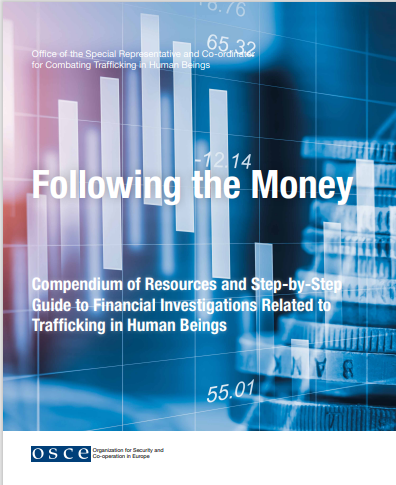 6.76
65.32
Office of the Special Representative and Co-ordinator
for Combating Trafficking in Human Beings
-12.14
Following the Money
Compendium of Resources and Step-by-Step
Guide to Financial Investigations Related to
Trafficking in Human Beings
BANK
55.01
osce Organization for Security and
Co-operation in Europe